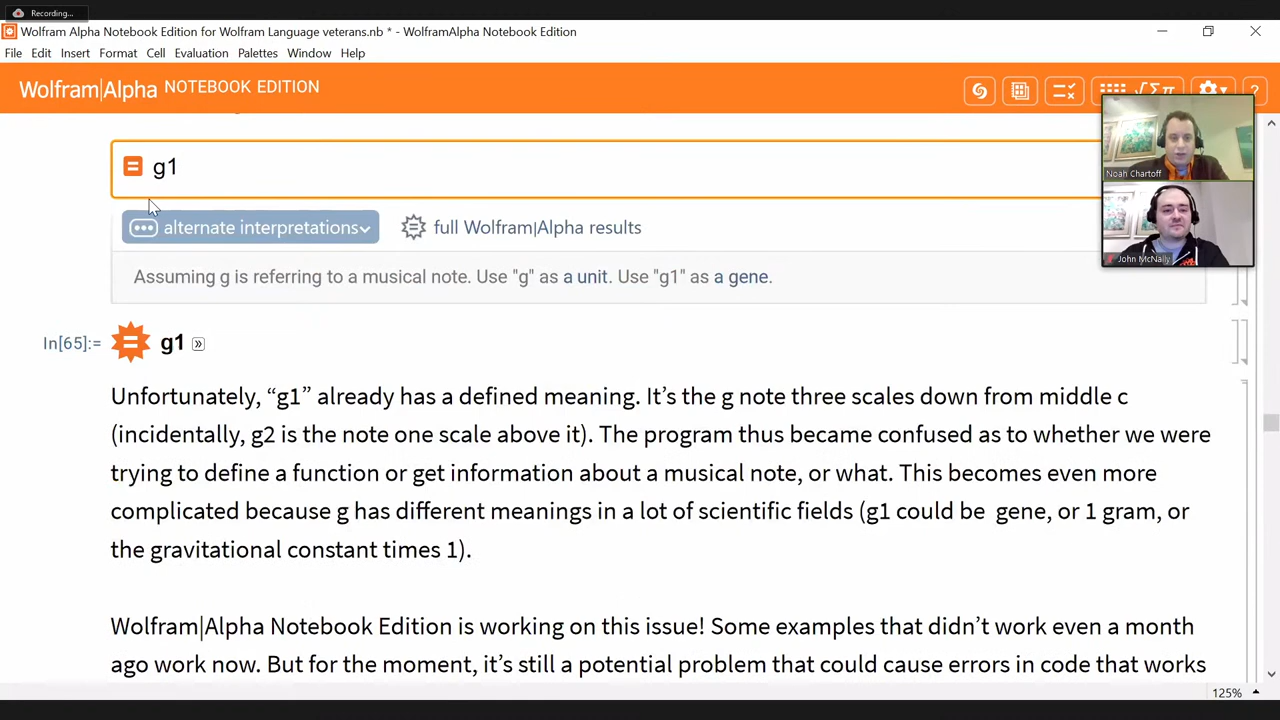 Recording...
Wolfram Alpha Notebook Edition for Wolfram Language veterans.nb * - WolframAlpha Notebook Edition
File Edit Insert Format Cell Evaluation Palettes Window Help
Wolfram|Alpha NOTEBOOK EDITION
√Σπ
?
= g1
alternate interpretations
full Wolfram|Alpha results
Assuming g is referring to a musical note. Use "g" as a unit. Use "g1" as a gene.
In[65]:= = g1 »
Unfortunately, “g1” already has a defined meaning. It’s the g note three scales down from middle c
(incidentally, g2 is the note one scale above it). The program thus became confused as to whether we were
trying to define a function or get information about a musical note, or what. This becomes even more
complicated because g has different meanings in a lot of scientific fields (g1 could be gene, or 1 gram, or
the gravitational constant times 1).
Wolfram|Alpha Notebook Edition is working on this issue! Some examples that didn’t work even a month
ago work now. But for the moment, it’s still a potential problem that could cause errors in code that works
Noah Chartoff
John McNally
125%